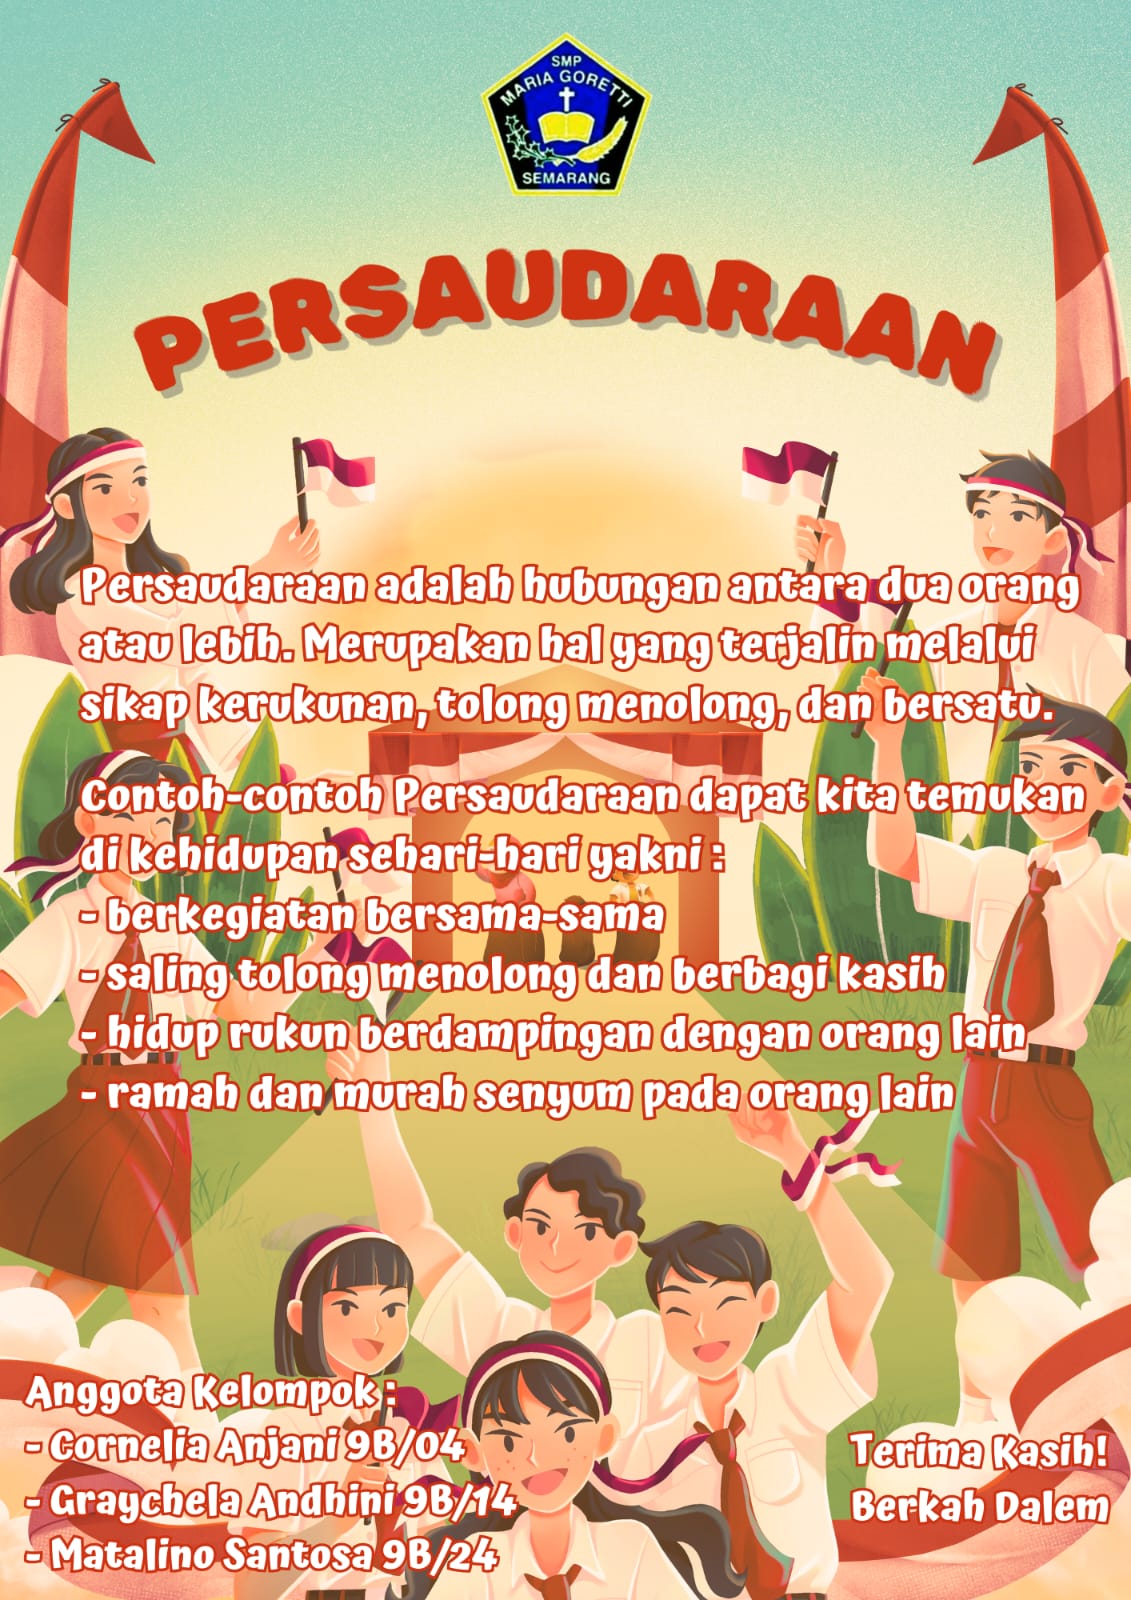 SMP
MARIA GORETTI
SEMARANG
PERSAUDARAAN
Persaudaraan adalah hubungan antara dua orang
atau lebih. Merupakan hal yang terjalin melalui
sikap kerukunan, tolong menolong, dan bersatu.
Contoh-contoh Persaudaraan dapat kita temukan
di kehidupan sehari-hari yakni :
- berkegiatan bersama-sama
- saling tolong menolong dan berbagi kasih
- hidup rukun berdampingan dengan orang lain
- ramah dan murah senyum pada orang lain
Anggota Kelompok :
- Cornelia Anjani 9B/04
- Graychela Andhini 9B/14
- Matalino Santosa 9B/24
Terima Kasih!
Berkah Dalem